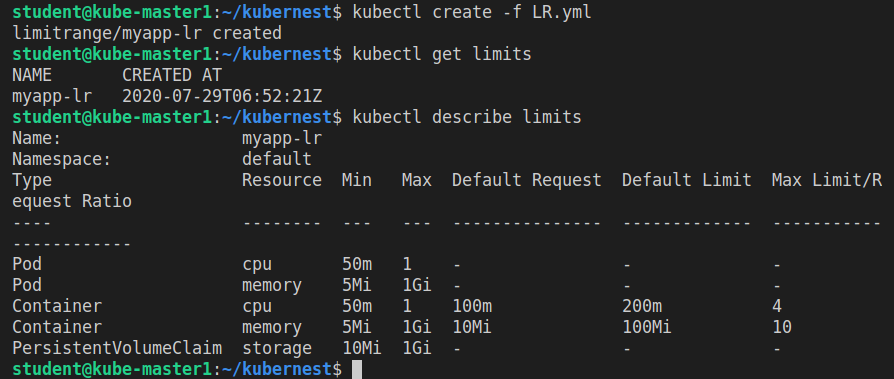 student@kube-master1:~/kubernest$ kubectl create -f LR.yml
limitrange/myapp-lr created
student@kube-master1:~/kubernest$ kubectl get limits
NAME       CREATED AT
myapp-lr   2020-07-29T06:52:21Z
student@kube-master1:~/kubernest$ kubectl describe limits
Name:                  myapp-lr
Namespace:             default
Type                   Resource  Min   Max  Default Request  Default Limit  Max Limit/R
equest Ratio
----                   --------  ---   ---  ---------------  -------------  -----------
------------
Pod                    cpu       50m   1    -                -              -
Pod                    memory    5Mi   1Gi  -                -              -
Container              cpu       50m   1    100m             200m           4
Container              memory    5Mi   1Gi  10Mi             100Mi          10
PersistentVolumeClaim  storage   10Mi  1Gi  -                -              -
student@kube-master1:~/kubernest$